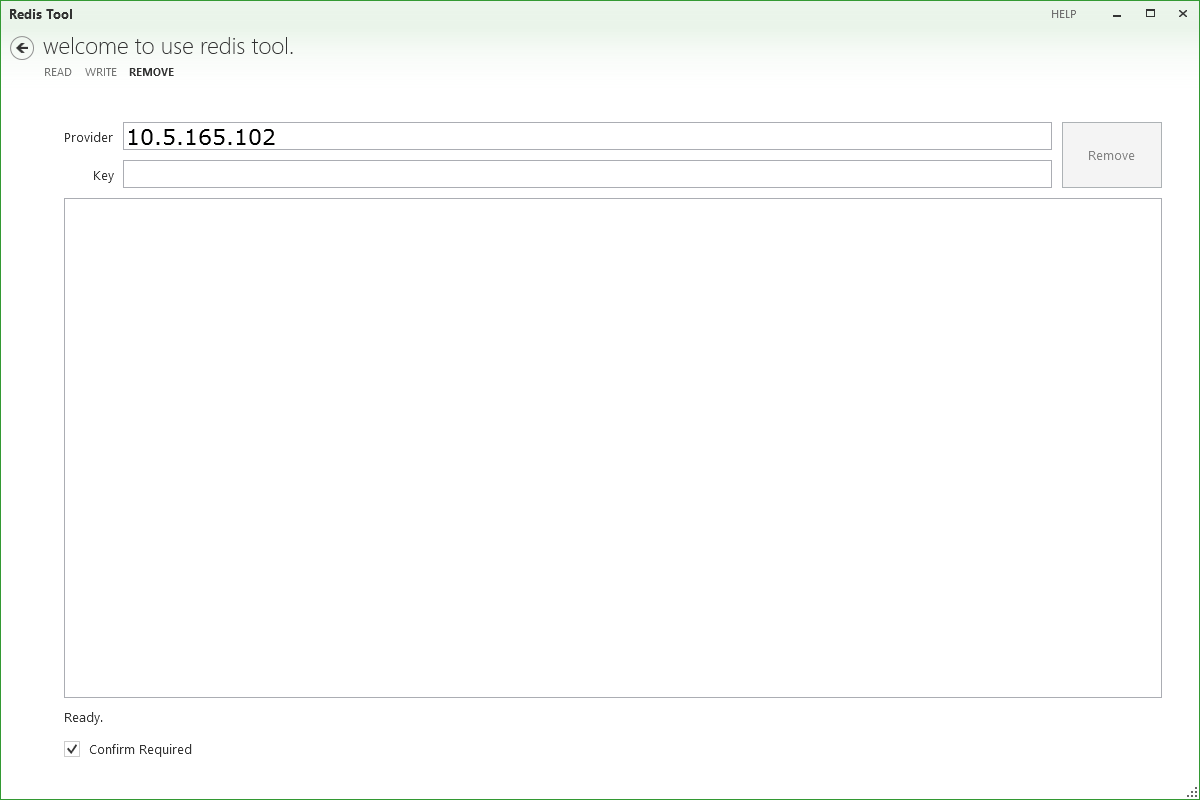 Redis Tool
HELP
welcome to use redis tool.
READ WRITE REMOVE
Provider 10.5.165.102
Remove
Key
Ready.
Confirm Required